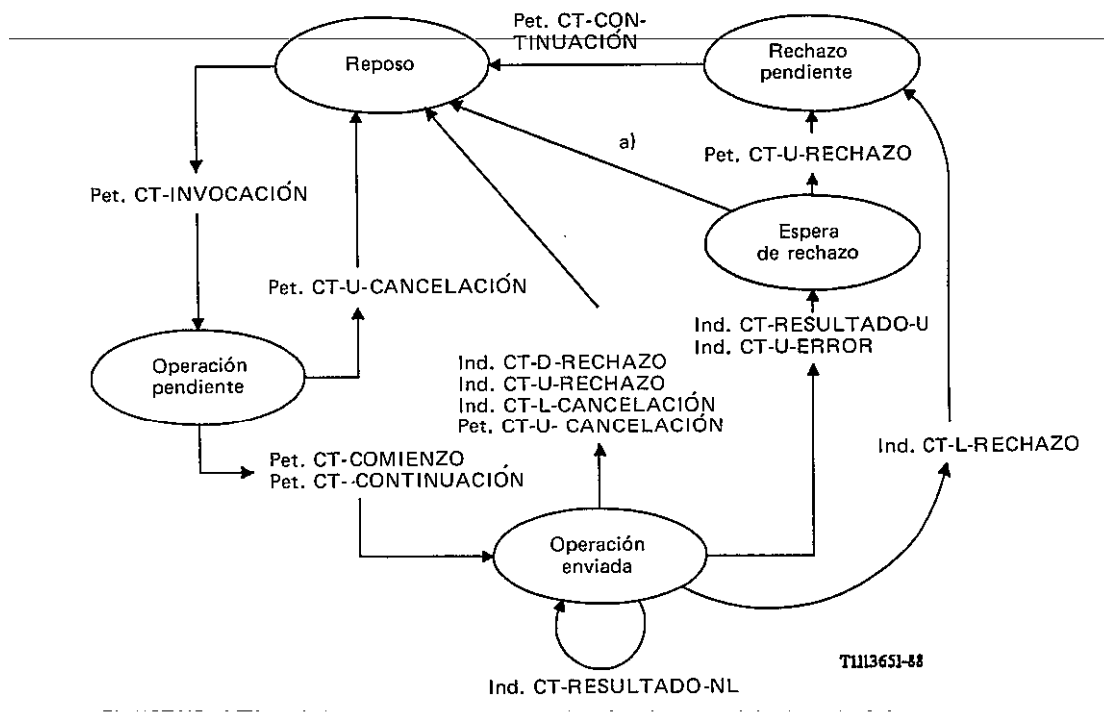 Pet. CT-CON-
TINUACIÓN
Reposo
Rechazo
pendiente
a)
Pet. CT-U-RECHAZO
Pet. CT-INVOCACIÓN
Espera
de rechazo
Pet. CT-U-CANCELACIÓN
Ind. CT-RESULTADO-U
Ind. CT-U-ERROR
Operación
pendiente
Ind. CT-D-RECHAZO
Ind. CT-U-RECHAZO
Ind. CT-L-CANCELACIÓN
Pet. CT-U- CANCELACIÓN
Ind. CT-L-RECHAZO
Pet. CT-COMIENZO
Pet. CT--CONTINUACIÓN
Operación
enviada
T1113651-88
Ind. CT-RESULTADO-NL